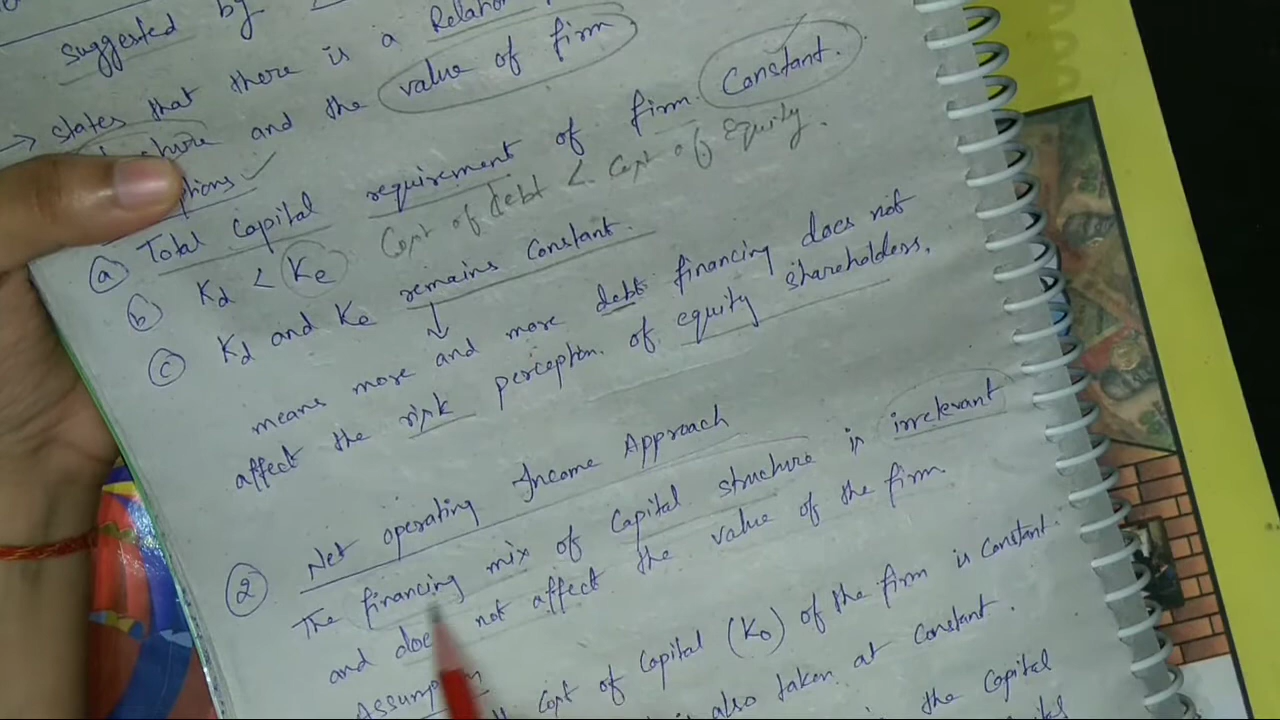 suggested by
→ states that there is a Relation
and the value of firm
(a) Total Capital requirement of firm Constant.
(b) Kd < Ke Cost of debt < Cost of Equity.
(c) Kd and Ke remains Constant.
means more and more debt financing does not
affect the risk perception of equity shareholders.
(2) Net operating Income Approach
The financing mix of Capital structure is irrelevant
and does not affect the value of the firm.
Assumption
Cost of Capital (Ko) of the firm is Constant.
is also taken at Constant.
the Capital